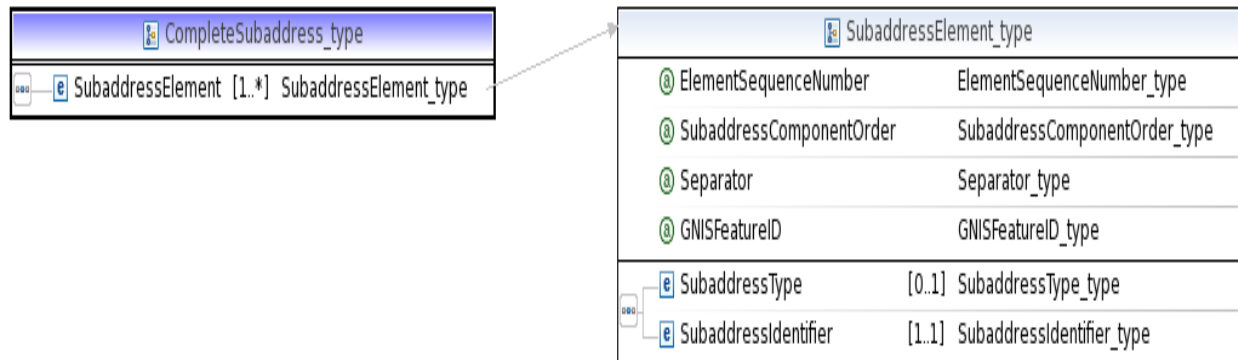 CompleteSubaddress_type
SubaddressElement [1..*] SubaddressElement_type
SubaddressElement_type
ElementSequenceNumber ElementSequenceNumber_type
SubaddressComponentOrder SubaddressComponentOrder_type
Separator Separator_type
GNISFeatureID GNISFeatureID_type
SubaddressType [0..1] SubaddressType_type
SubaddressIdentifier [1..1] SubaddressIdentifier_type